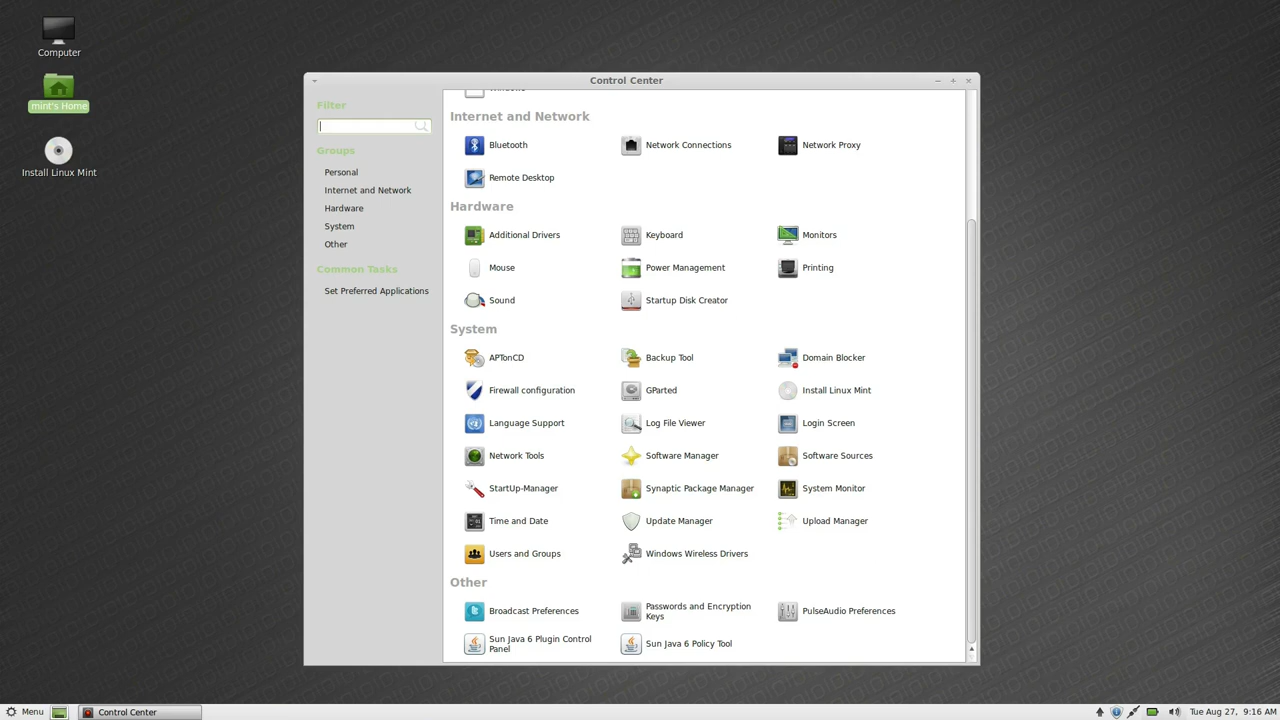 Computer
mint's Home
Install Linux Mint
Control Center
Filter
Groups
Personal
Internet and Network
Hardware
System
Other
Common Tasks
Set Preferred Applications
Internet and Network
Bluetooth
Network Connections
Network Proxy
Remote Desktop
Hardware
Additional Drivers
Keyboard
Monitors
Mouse
Power Management
Printing
Sound
Startup Disk Creator
System
APTonCD
Backup Tool
Domain Blocker
Firewall configuration
GParted
Install Linux Mint
Language Support
Log File Viewer
Login Screen
Network Tools
Software Manager
Software Sources
StartUp-Manager
Synaptic Package Manager
System Monitor
Time and Date
Update Manager
Upload Manager
Users and Groups
Windows Wireless Drivers
Other
Broadcast Preferences
Passwords and Encryption
Keys
PulseAudio Preferences
Sun Java 6 Plugin Control
Panel
Sun Java 6 Policy Tool
Menu
Control Center
Tue Aug 27, 9:16 AM